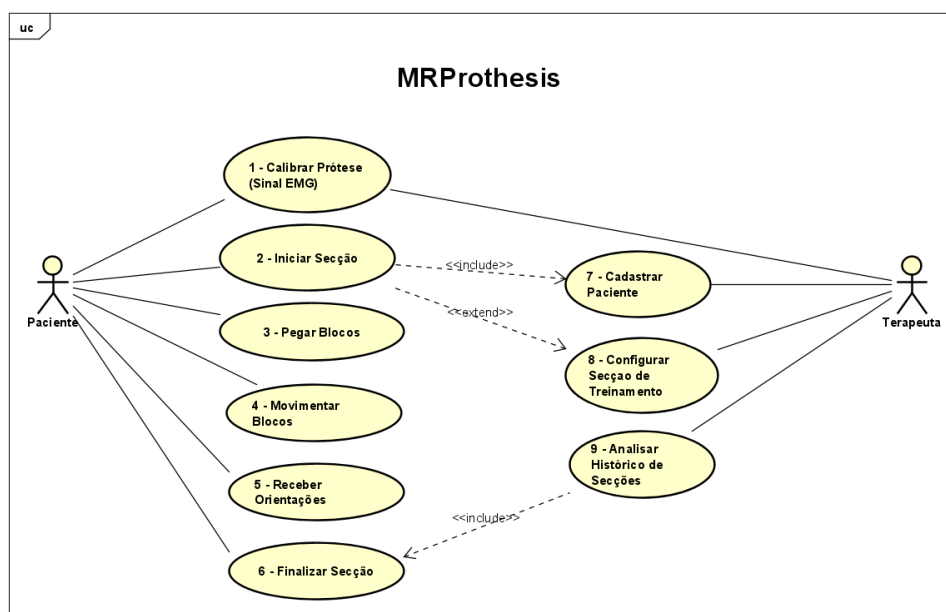 uc
MRProthesis
1 - Calibrar Prótese
(Sinal EMG)
2 - Iniciar Secção
<<include>>
7 - Cadastrar
Paciente
Paciente
Terapeuta
<<extend>>
3 - Pegar Blocos
8 - Configurar
Secçao de
Treinamento
4 - Movimentar
Blocos
9 - Analisar
Histórico de
Secções
5 - Receber
Orientações
<<include>>
6 - Finalizar Secção